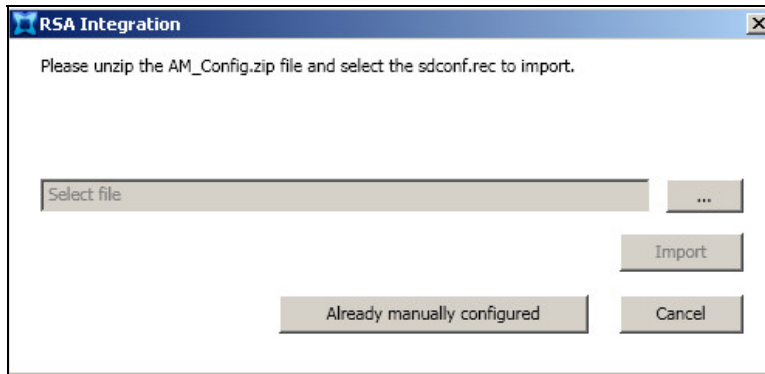 RSA Integration
Please unzip the AM_Config.zip file and select the sdconf.rec to import.
Select file
...
Import
Already manually configured
Cancel